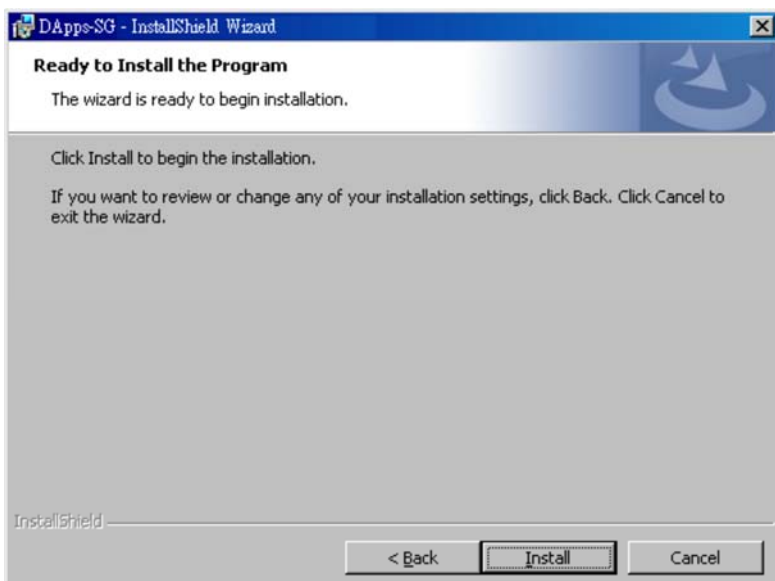 DApps-SG - InstallShield Wizard
Ready to Install the Program
The wizard is ready to begin installation.
Click Install to begin the installation.
If you want to review or change any of your installation settings, click Back. Click Cancel to
exit the wizard.
InstallShield
< Back
Install
Cancel